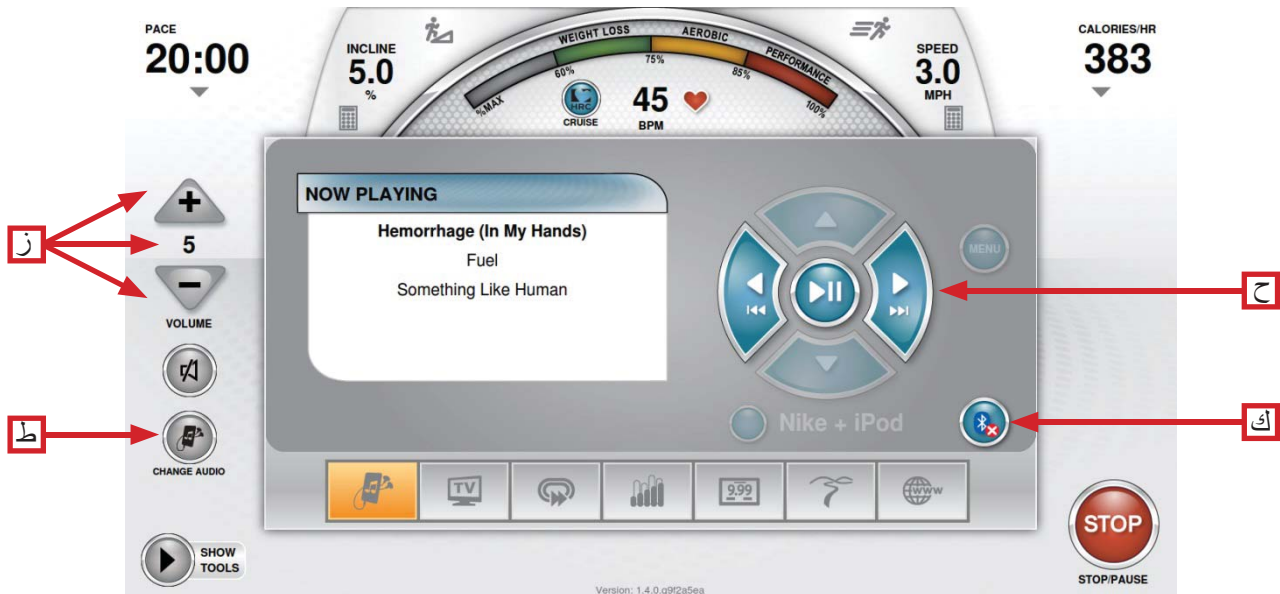 PACE
20:00
INCLINE
5.0
%
WEIGHT LOSS
AEROBIC
PERFORMANCE
%MAX
60%
75%
85%
100%
HRC
CRUISE
45
BPM
SPEED
3.0
MPH
CALORIES/HR
383
ز
5
VOLUME
ط
CHANGE AUDIO
SHOW
TOOLS
NOW PLAYING
Hemorrhage (In My Hands)
Fuel
Something Like Human
MENU
Nike + iPod
ح
ك
TV
9.99
www
STOP
STOP/PAUSE
Version: 1.4.0.g9f2a5ea